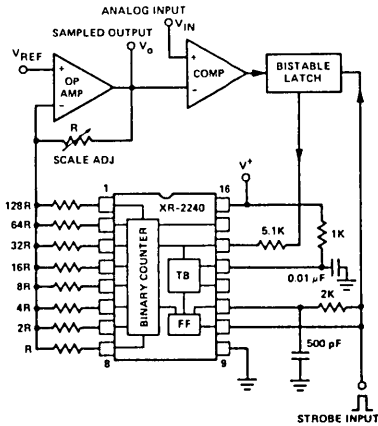 ANALOG INPUT
SAMPLED OUTPUT
VIN
Vo
VREF
+
OP
AMP
−
+
COMP
−
BISTABLE
LATCH
R
SCALE ADJ
V+
1
XR-2240
16
128R
64R
32R
16R
8R
4R
2R
R
BINARY COUNTER
TB
FF
5.1K
1K
0.01 µF
2K
500 pF
8
9
STROBE INPUT